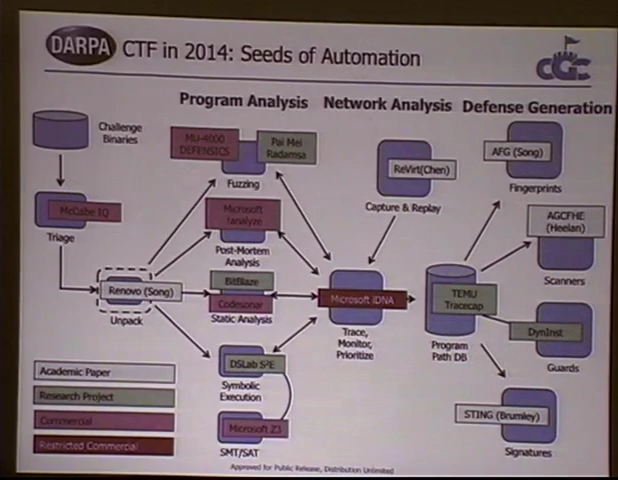 DARPA
CTF in 2014: Seeds of Automation
CGC
Program Analysis
Network Analysis
Defense Generation
Challenge
Binaries
McCabe IQ
Triage
Renovo (Song)
Unpack
MU-4000
DEFENSICS
Pai Mei
Radamsa
Fuzzing
Microsoft
!analyze
Post-Mortem
Analysis
BitBlaze
Codesonar
Static Analysis
DSLab S²E
Symbolic
Execution
Microsoft Z3
SMT/SAT
ReVirt(Chen)
Capture & Replay
Microsoft iDNA
Trace,
Monitor,
Prioritize
TEMU
Tracecap
Program
Path DB
AFG (Song)
Fingerprints
AGCFHE
(Heelan)
Scanners
DynInst
Guards
STING (Brumley)
Signatures
Academic Paper
Research Project
Commercial
Restricted Commercial
Approved for Public Release, Distribution Unlimited